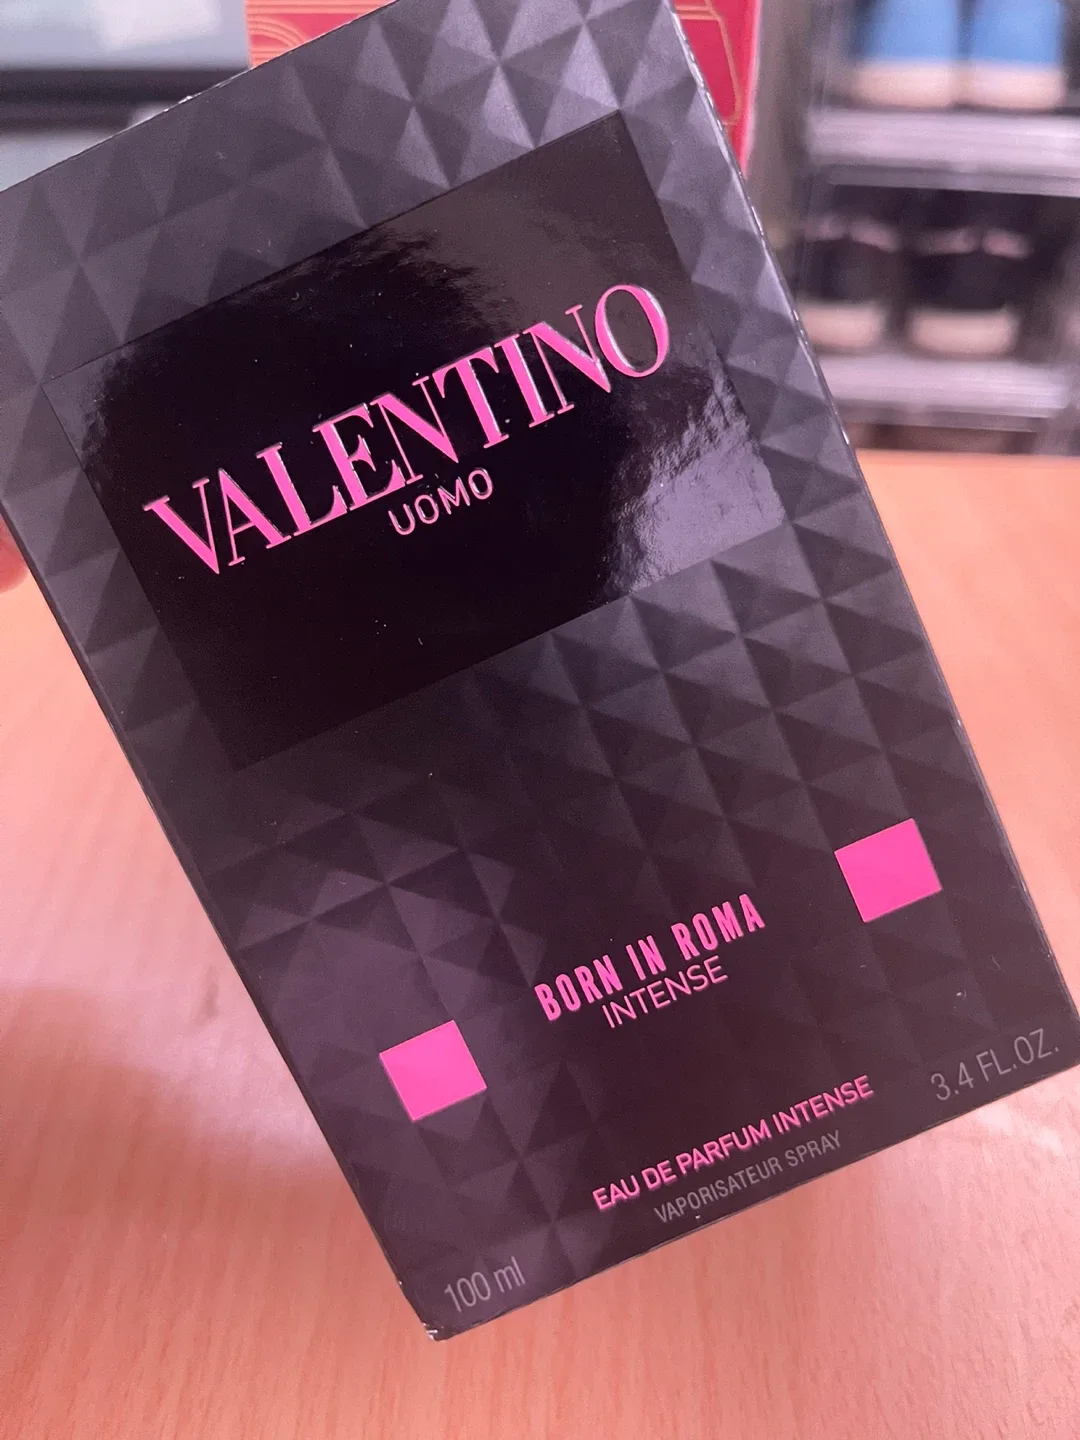 VALENTINO
UOMO
BORN IN ROMA
INTENSE
EAU DE PARFUM INTENSE
VAPORISATEUR SPRAY
100 ml
3.4 FL.OZ.